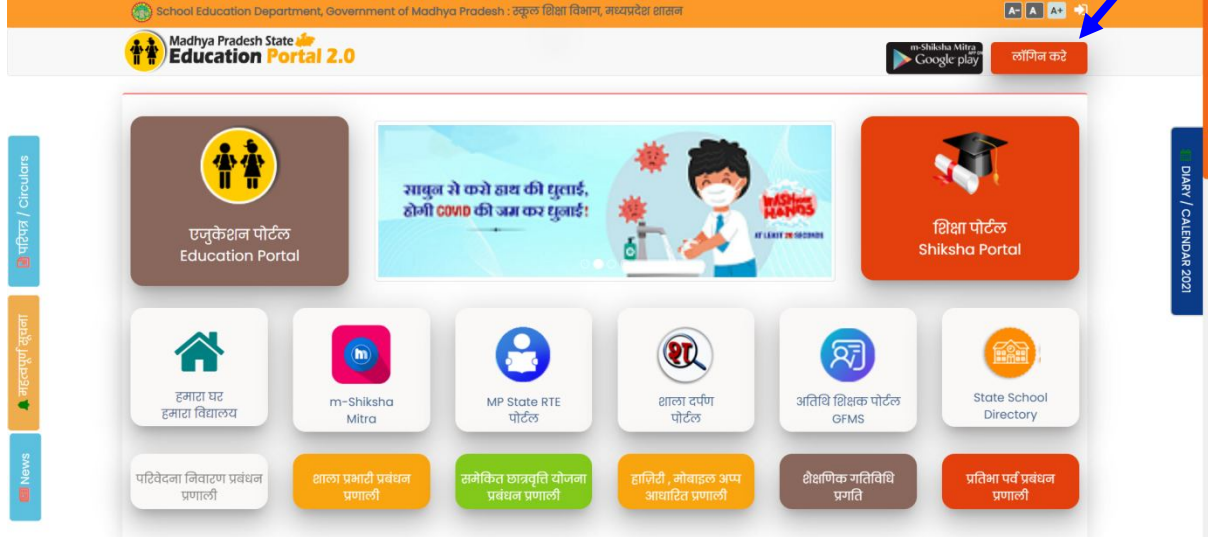 School Education Department, Government of Madhya Pradesh : स्कूल शिक्षा विभाग, मध्यप्रदेश शासन
A- A A+
Madhya Pradesh State
Education Portal 2.0
m-Shiksha Mitra
Google play
लॉगिन करे
परिपत्र / Circulars
महत्वपूर्ण सूचना
News
DIARY / CALENDAR 2021
एजुकेशन पोर्टल
Education Portal
साबुन से करो हाथ की धुलाई,
होगी COVID की जम कर धुनाई!
WASH YOUR
HANDS
AT LEAST 20 SECONDS
शिक्षा पोर्टल
Shiksha Portal
हमारा घर
हमारा विद्यालय
m
m-Shiksha
Mitra
MP State RTE
पोर्टल
शा
शाला दर्पण
पोर्टल
अतिथि शिक्षक पोर्टल
GFMS
State School
Directory
परिवेदना निवारण प्रबंधन
प्रणाली
शाला प्रभारी प्रबंधन
प्रणाली
समेकित छात्रवृत्ति योजना
प्रबंधन प्रणाली
हाज़िरी , मोबाइल अप्प
आधारित प्रणाली
शैक्षणिक गतिविधि
प्रगति
प्रतिभा पर्व प्रबंधन
प्रणाली